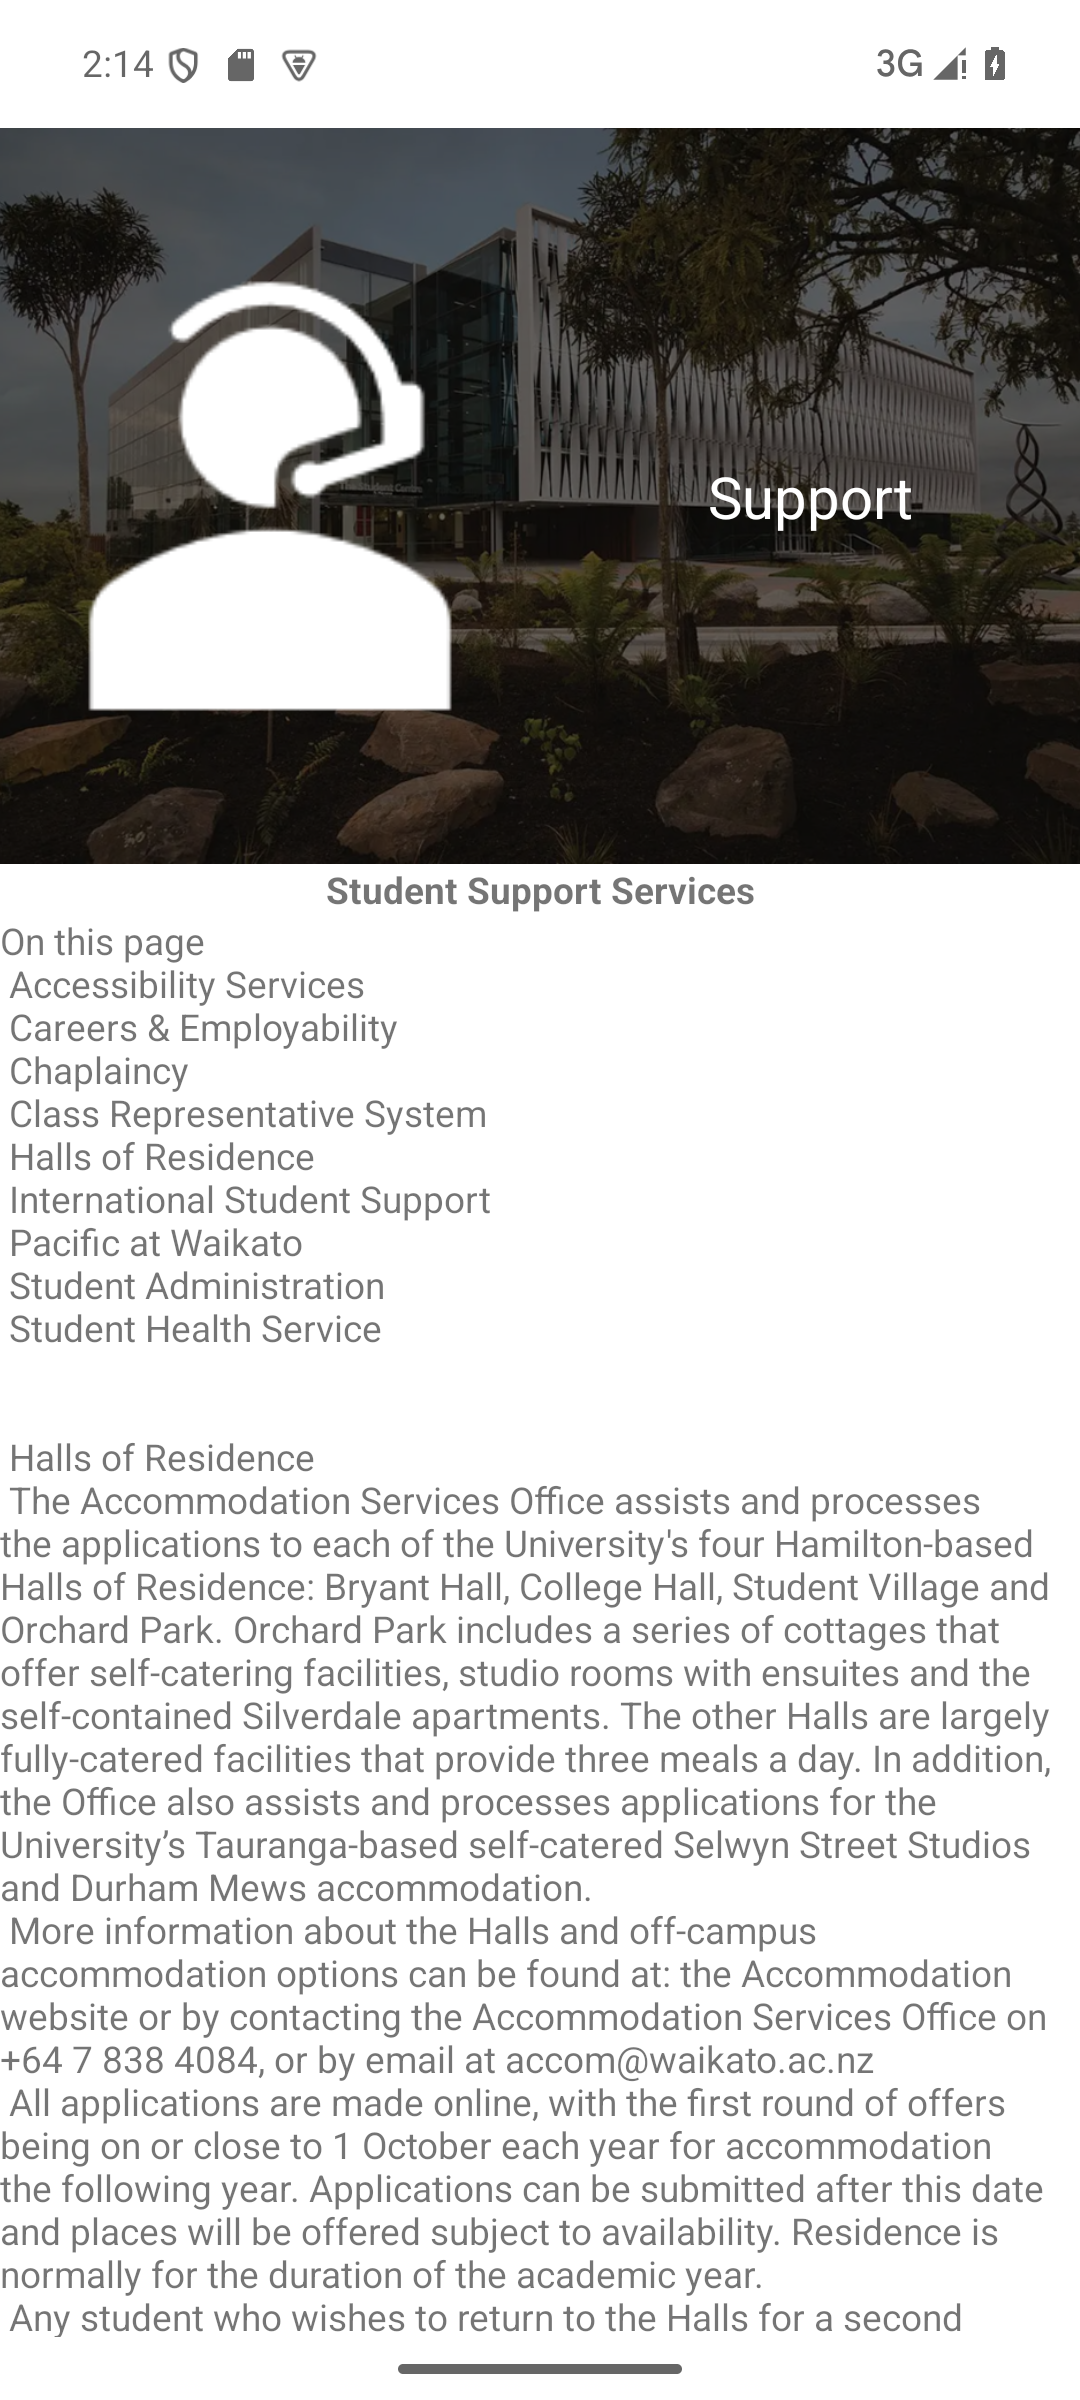 2:14
3G
Support
Student Support Services
On this page
Accessibility Services
Careers & Employability
Chaplaincy
Class Representative System
Halls of Residence
International Student Support
Pacific at Waikato
Student Administration
Student Health Service
Halls of Residence
The Accommodation Services Office assists and processes
the applications to each of the University's four Hamilton-based
Halls of Residence: Bryant Hall, College Hall, Student Village and
Orchard Park. Orchard Park includes a series of cottages that
offer self-catering facilities, studio rooms with ensuites and the
self-contained Silverdale apartments. The other Halls are largely
fully-catered facilities that provide three meals a day. In addition,
the Office also assists and processes applications for the
University’s Tauranga-based self-catered Selwyn Street Studios
and Durham Mews accommodation.
More information about the Halls and off-campus
accommodation options can be found at: the Accommodation
website or by contacting the Accommodation Services Office on
+64 7 838 4084, or by email at accom@waikato.ac.nz
All applications are made online, with the first round of offers
being on or close to 1 October each year for accommodation
the following year. Applications can be submitted after this date
and places will be offered subject to availability. Residence is
normally for the duration of the academic year.
Any student who wishes to return to the Halls for a second